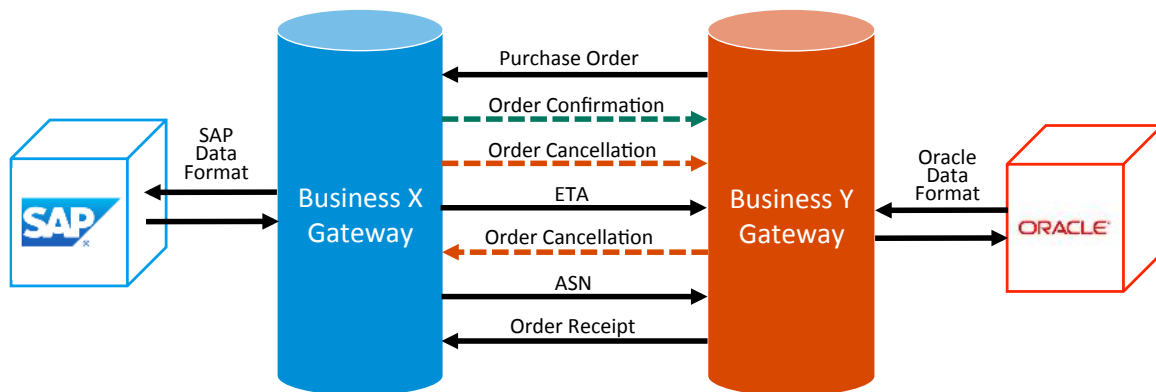 Purchase Order
Order Confirmation
SAP
Data
Format
Order Cancellation
Oracle
Data
Format
SAP
Business X
Gateway
ETA
Business Y
Gateway
ORACLE
Order Cancellation
ASN
Order Receipt